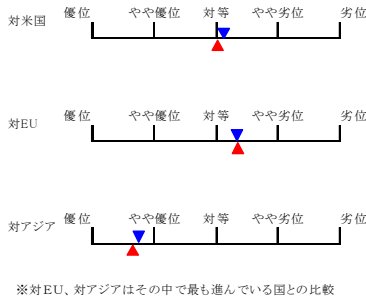 優位 やや優位 対等 やや劣位 劣位
対米国
優位 やや優位 対等 やや劣位 劣位
対EU
優位 やや優位 対等 やや劣位 劣位
対アジア
※対EU、対アジアはその中で最も進んでいる国との比較